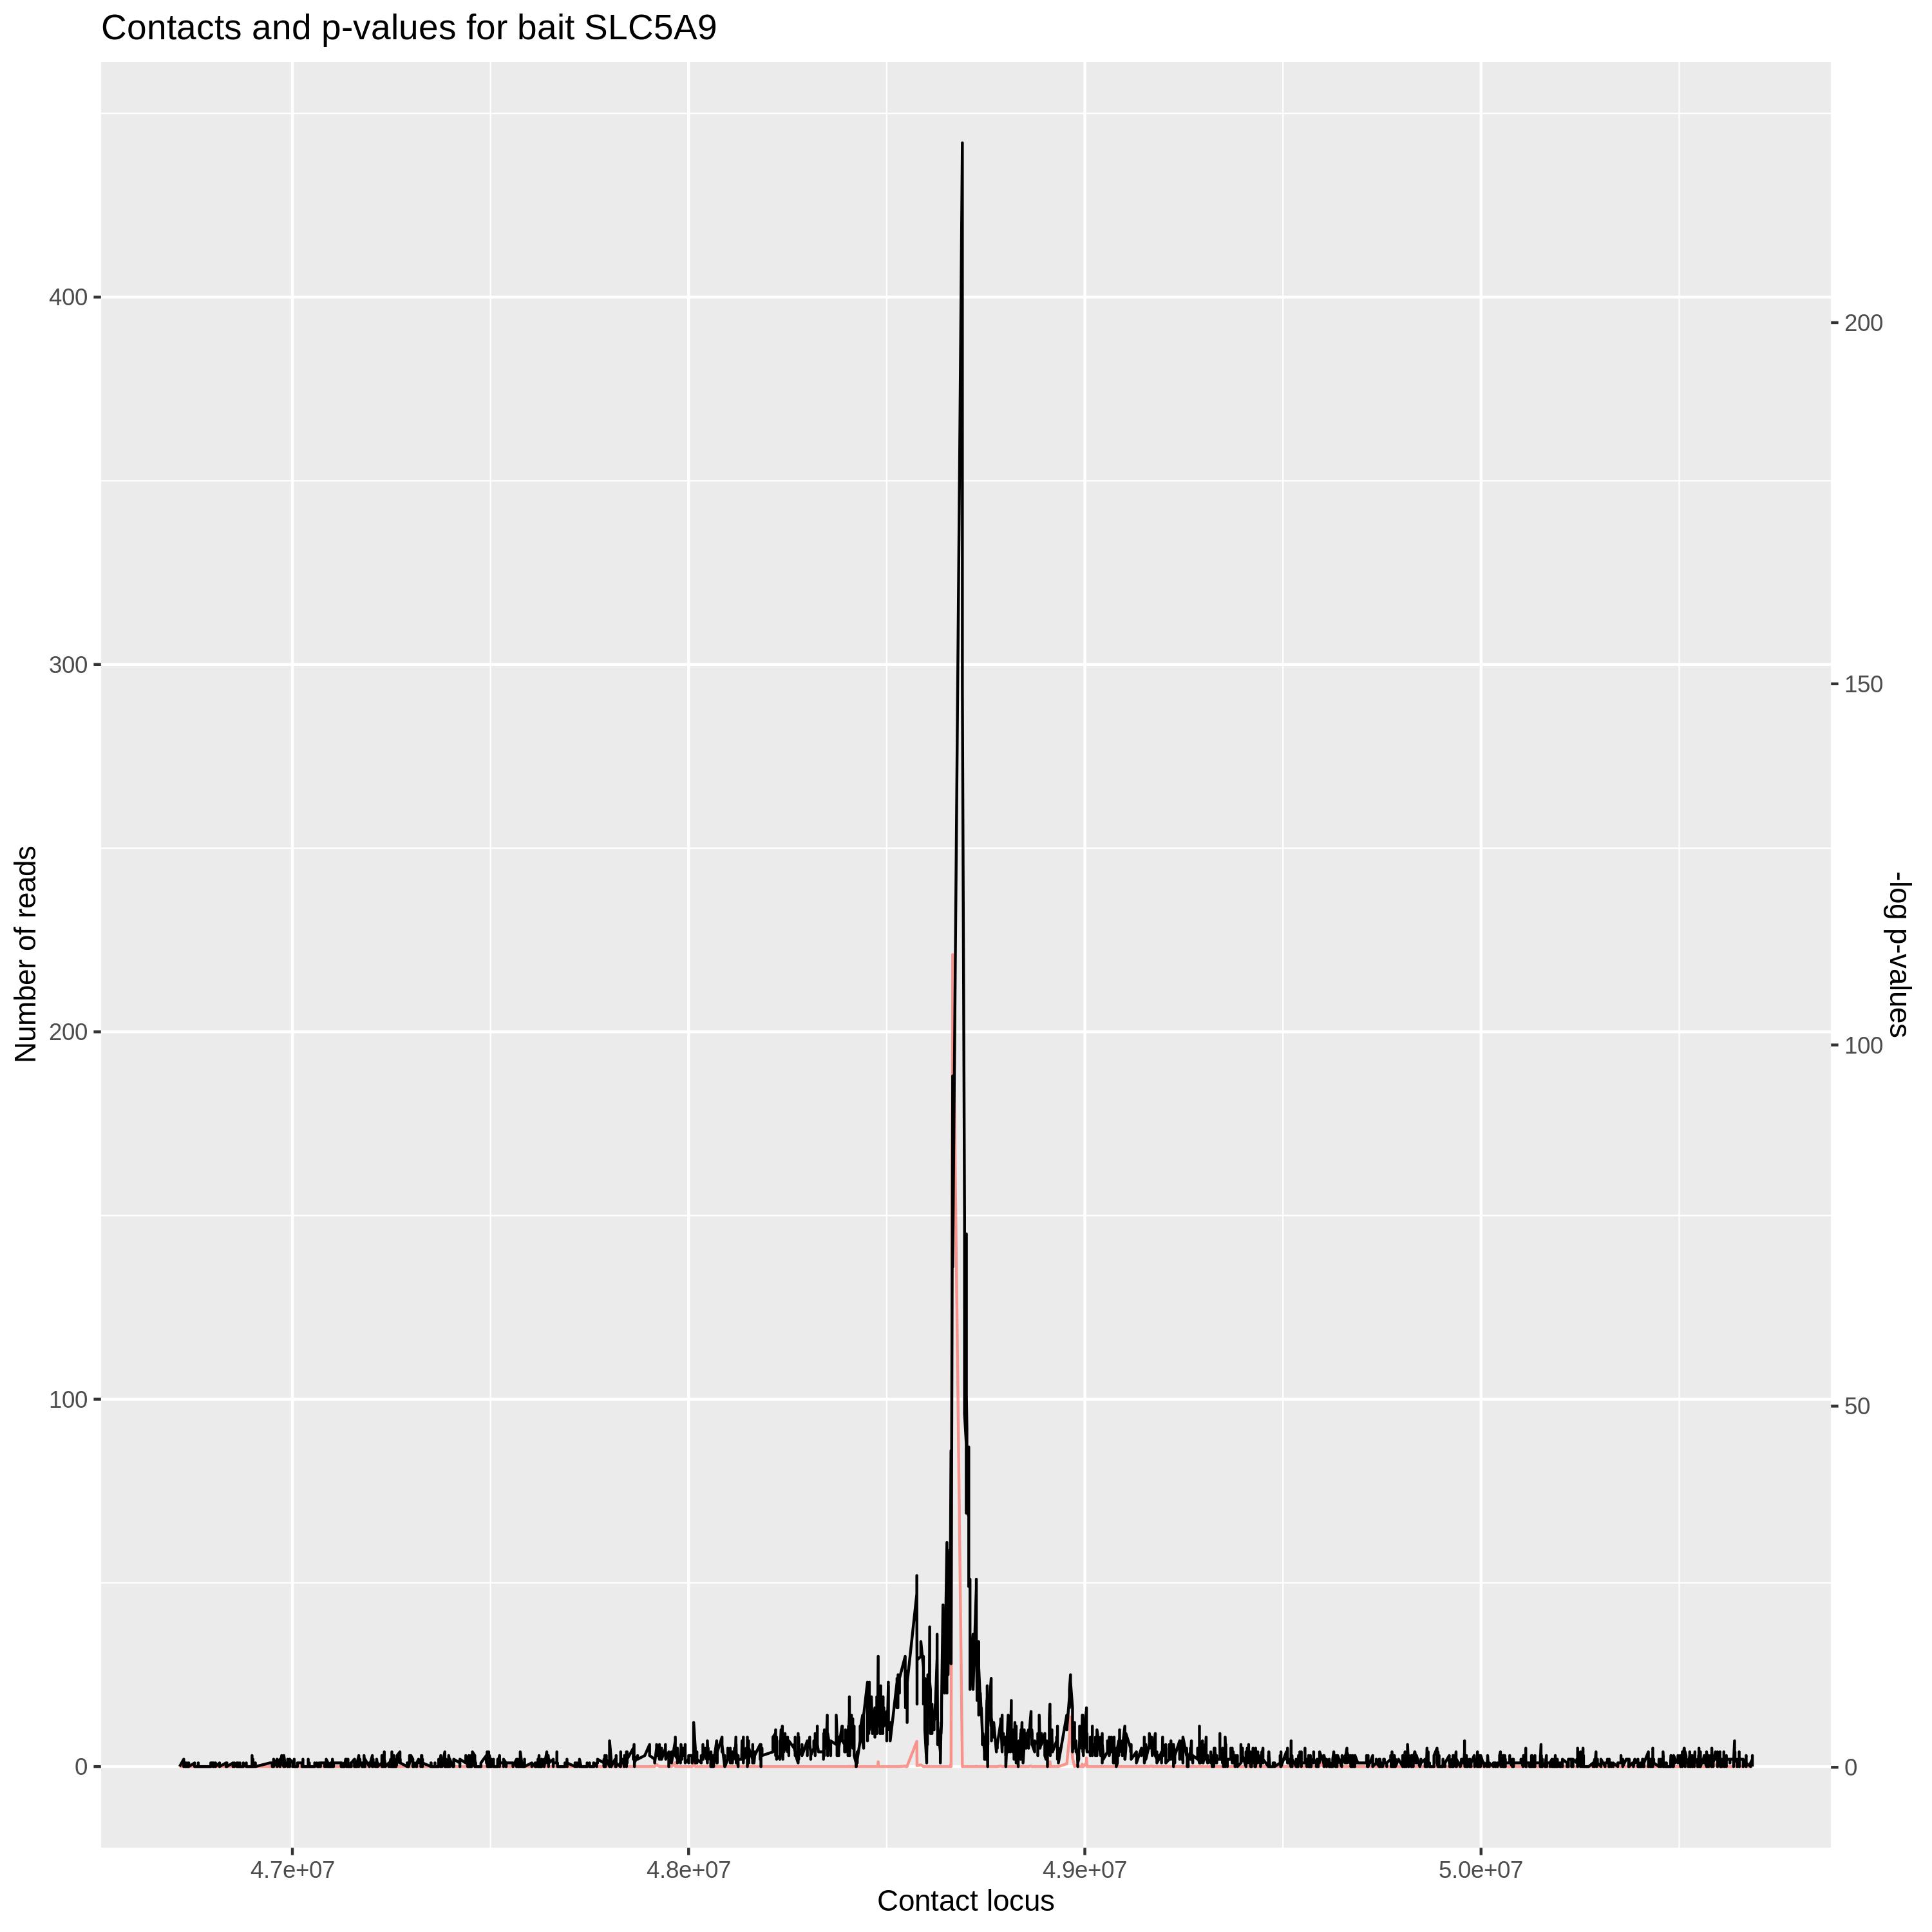 Contacts and p-values for bait SLC5A9
Number of reads
400
300
200
100
0
200
150
100
50
0
-log p-values
4.7e+07 4.8e+07 4.9e+07 5.0e+07
Contact locus